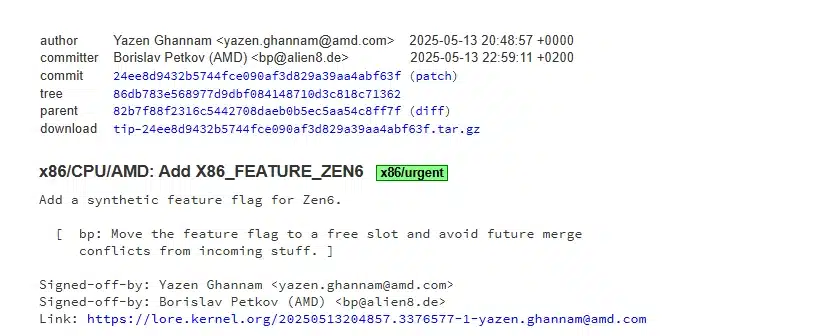 author Yazen Ghannam <yazen.ghannam@amd.com> 2025-05-13 20:48:57 +0000
committer Borislav Petkov (AMD) <bp@alien8.de> 2025-05-13 22:59:11 +0200
commit 24ee8d9432b5744fce090af3d829a39aa4abf63f (patch)
tree 86db783e568977d9dbf084148710d3c818c71362
parent 82b7f88f2316c5442708daeb0b5ec5aa54c8ff7f (diff)
download tip-24ee8d9432b5744fce090af3d829a39aa4abf63f.tar.gz
x86/CPU/AMD: Add X86_FEATURE_ZEN6 x86/urgent
Add a synthetic feature flag for Zen6.
[ bp: Move the feature flag to a free slot and avoid future merge
conflicts from incoming stuff. ]
Signed-off-by: Yazen Ghannam <yazen.ghannam@amd.com>
Signed-off-by: Borislav Petkov (AMD) <bp@alien8.de>
Link: https://lore.kernel.org/20250513204857.3376577-1-yazen.ghannam@amd.com